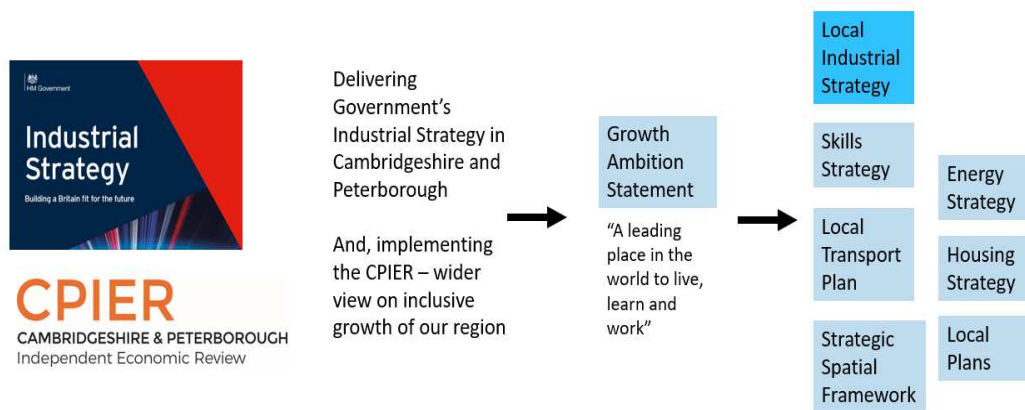 HM Government
Industrial
Strategy
Building a Britain fit for the future
CPIER
CAMBRIDGESHIRE & PETERBOROUGH
Independent Economic Review
Delivering
Government’s
Industrial Strategy in
Cambridgeshire and
Peterborough
And, implementing
the CPIER – wider
view on inclusive
growth of our region
Growth
Ambition
Statement
“A leading
place in the
world to live,
learn and
work”
Local
Industrial
Strategy
Skills
Strategy
Local
Transport
Plan
Strategic
Spatial
Framework
Energy
Strategy
Housing
Strategy
Local
Plans